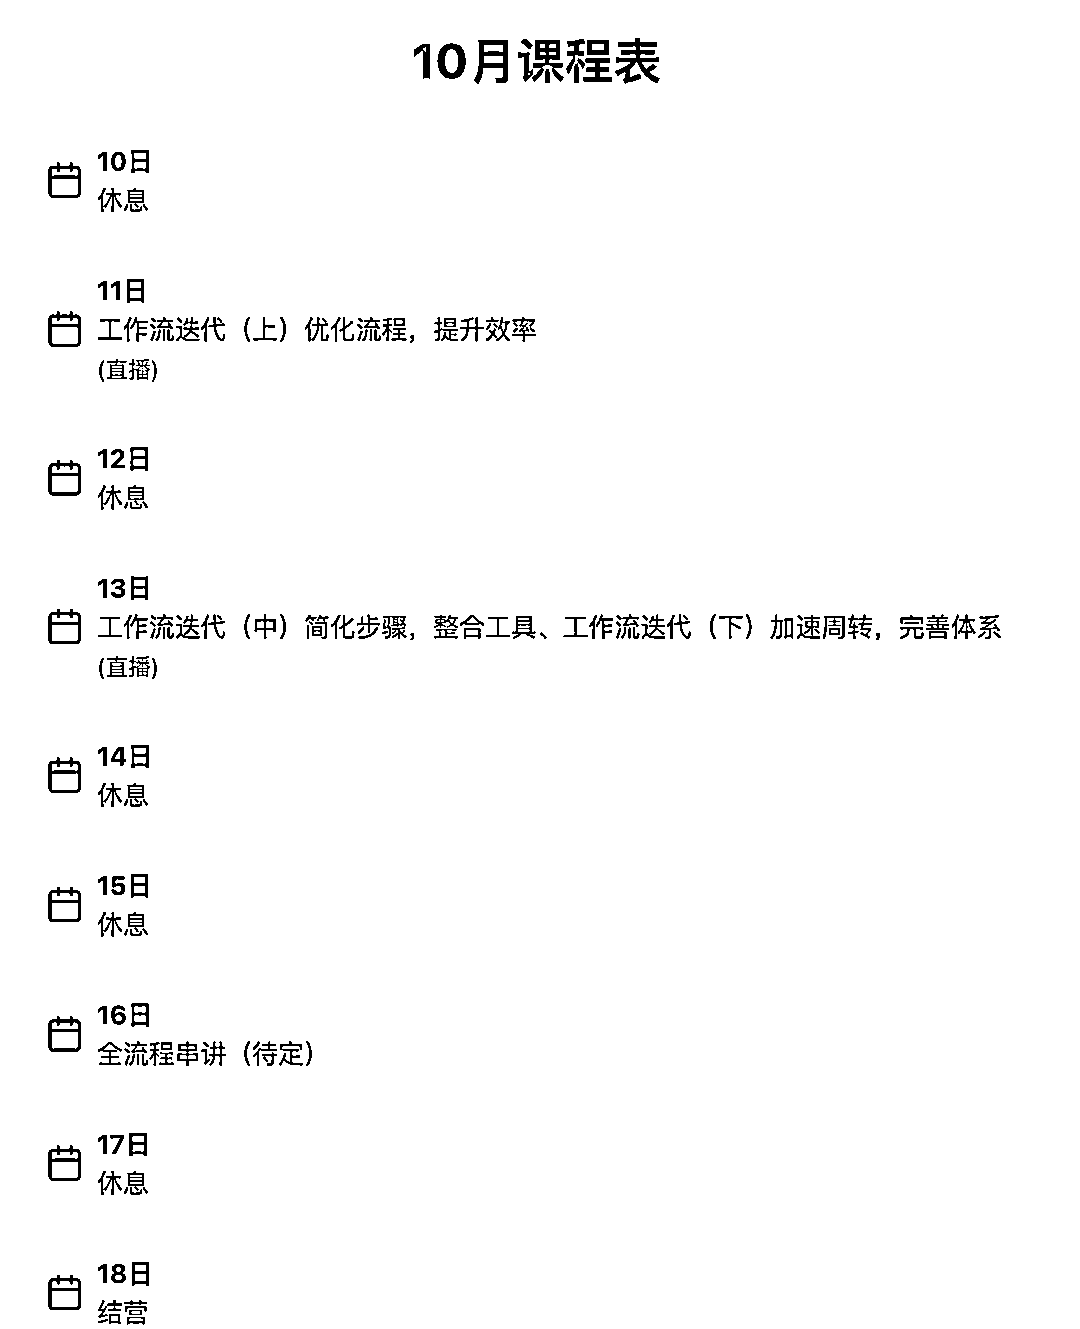 10月课程表
10日
休息
11日
工作流迭代（上）优化流程，提升效率
(直播)
12日
休息
13日
工作流迭代（中）简化步骤，整合工具、工作流迭代（下）加速周转，完善体系
(直播)
14日
休息
15日
休息
16日
全流程串讲（待定）
17日
休息
18日
结营